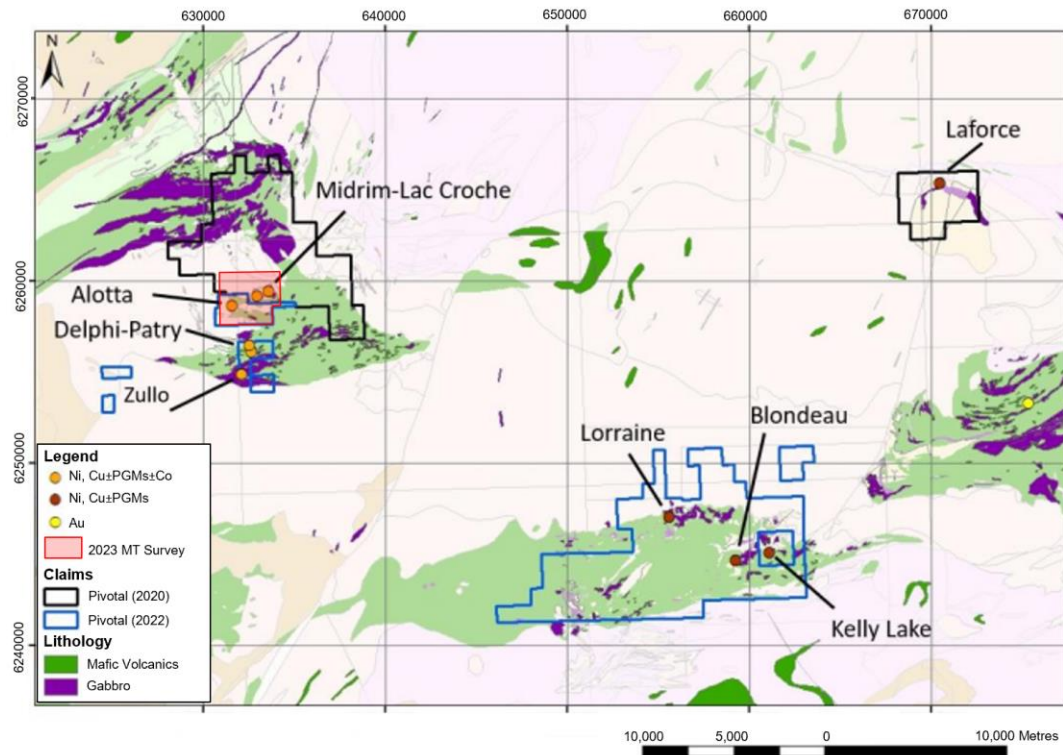 630000 640000 650000 660000 670000
N
6270000
6260000
6250000
6240000
Laforce
Midrim-Lac Croche
Alotta
Delphi-Patry
Zullo
Lorraine
Blondeau
Kelly Lake
Legend
Ni, Cu±PGMs±Co
Ni, Cu±PGMs
Au
2023 MT Survey
Claims
Pivotal (2020)
Pivotal (2022)
Lithology
Mafic Volcanics
Gabbro
10,000 5,000 0 10,000 Metres